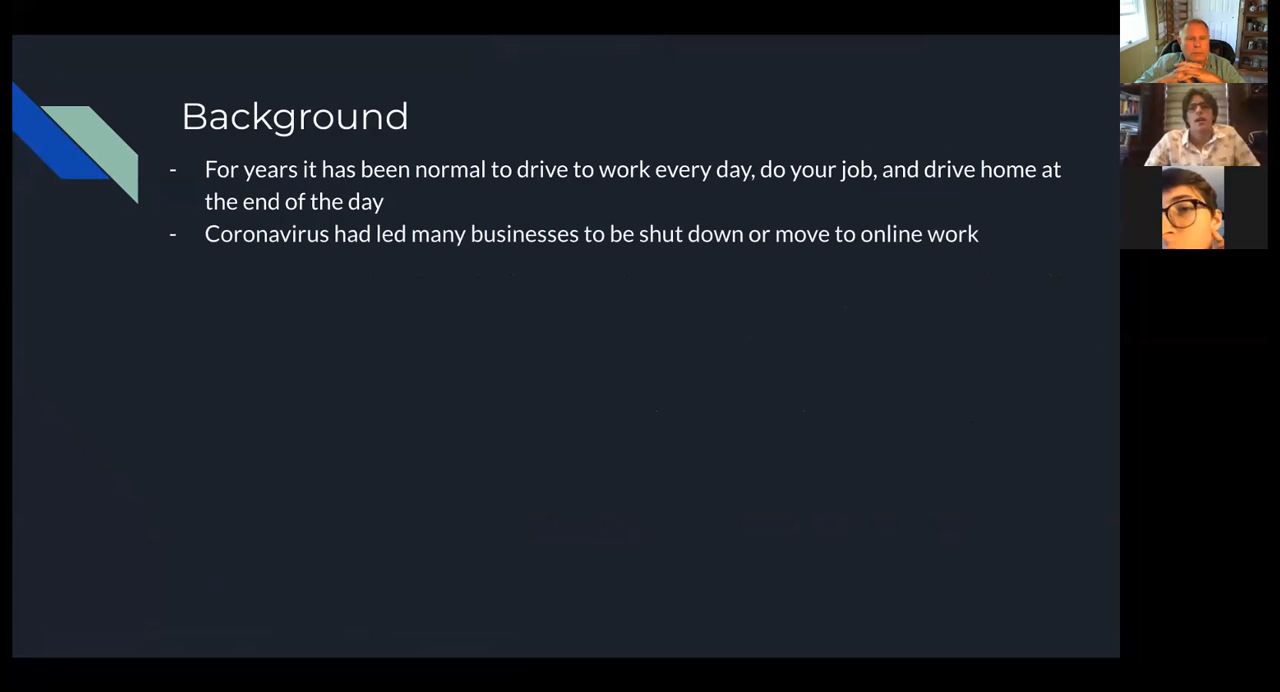 Background
- For years it has been normal to drive to work every day, do your job, and drive home at
the end of the day
- Coronavirus had led many businesses to be shut down or move to online work